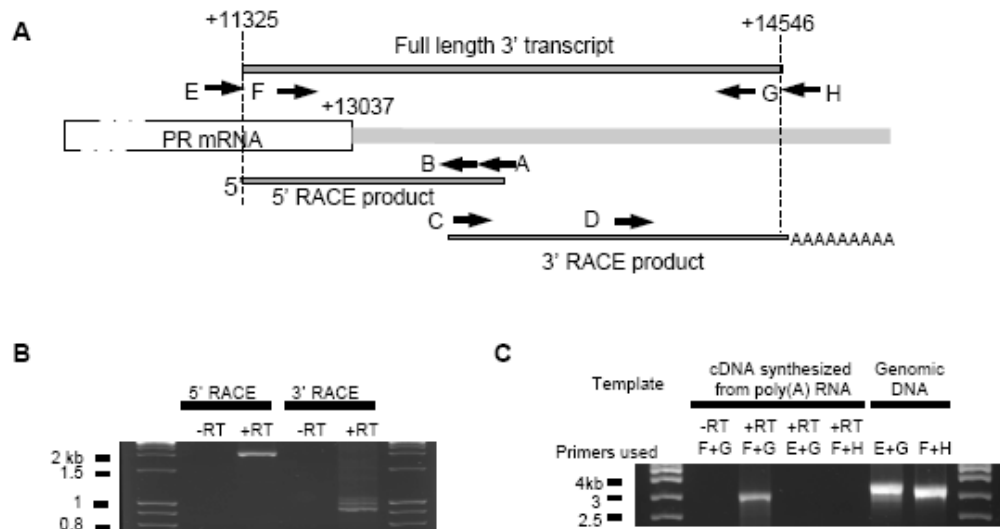 A
+11325
+14546
Full length 3' transcript
E
F
G
H
+13037
PR mRNA
B
A
5'
5' RACE product
C
D
AAAAAAAAA
3' RACE product
B
5' RACE 3' RACE
-RT +RT -RT +RT
2 kb
1.5
1
0.8
C
Template
cDNA synthesized
from poly(A) RNA
Genomic
DNA
-RT +RT +RT +RT
Primers used F+G F+G E+G F+H E+G F+H
4kb
3
2.5